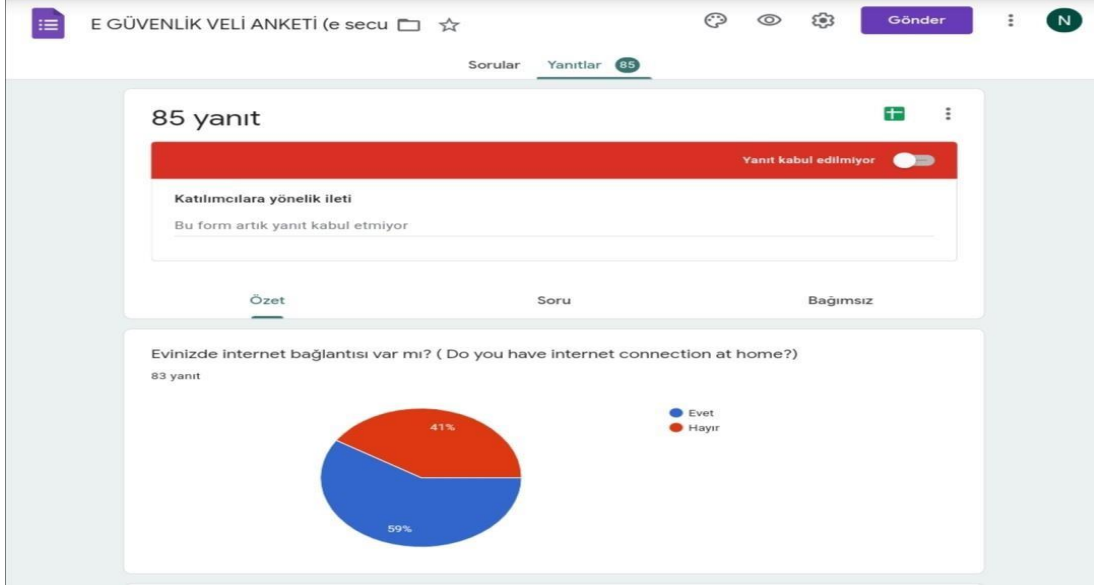 E GÜVENLİK VELİ ANKETİ (e secu
Gönder
N
Sorular Yanıtlar 85
85 yanıt
Yanıt kabul edilmiyor
Katılımcılara yönelik ileti
Bu form artık yanıt kabul etmiyor
Özet Soru Bağımsız
Evinizde internet bağlantısı var mı? ( Do you have internet connection at home?)
83 yanıt
41%
59%
Evet
Hayır